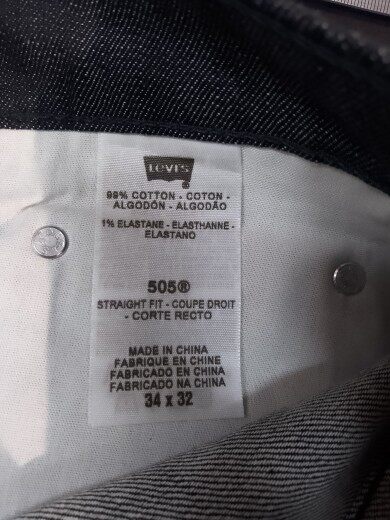 LEVI'S
99% COTTON - COTON -
ALGODÓN - ALGODÃO
1% ELASTANE - ELASTHANNE -
ELASTANO
505®
STRAIGHT FIT - COUPE DROIT
- CORTE RECTO
MADE IN CHINA
FABRIQUE EN CHINE
FABRICADO EN CHINA
FABRICADO NA CHINA
34 x 32